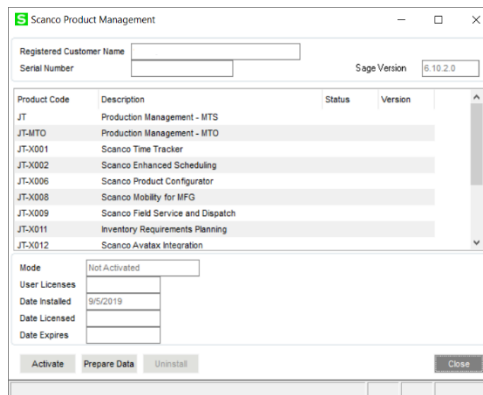 S Scanco Product Management
Registered Customer Name
Serial Number Sage Version 6.10.2.0
Product Code Description Status Version
JT Production Management - MTS
JT-MTO Production Management - MTO
JT-X001 Scanco Time Tracker
JT-X002 Scanco Enhanced Scheduling
JT-X006 Scanco Product Configurator
JT-X008 Scanco Mobility for MFG
JT-X009 Scanco Field Service and Dispatch
JT-X011 Inventory Requirements Planning
JT-X012 Scanco Avatax Integration
Mode Not Activated
User Licenses
Date Installed 9/5/2019
Date Licensed
Date Expires
Activate Prepare Data Uninstall Close